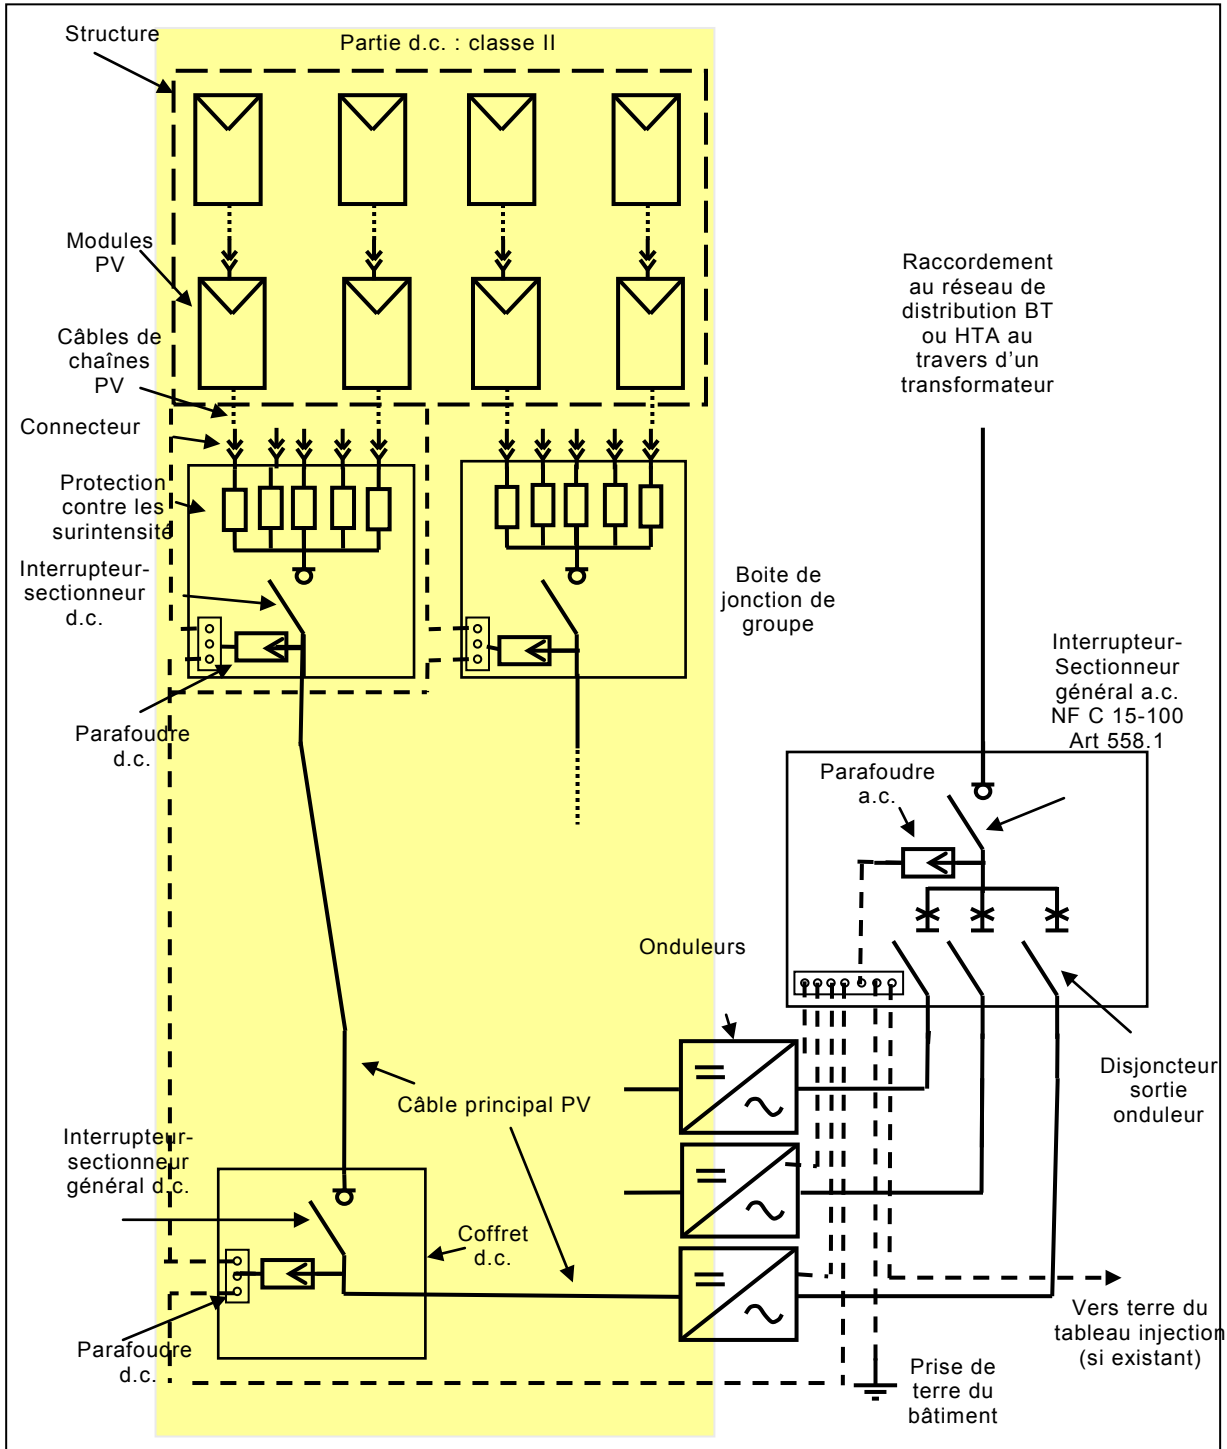 Structure
Partie d.c. : classe II
Modules
PV
Câbles de
chaînes
PV
Connecteur
Protection
contre les
surintensité
Interrupteur-
sectionneur
d.c.
Parafoudre
d.c.
Boite de
jonction de
groupe
Raccordement
au réseau de
distribution BT
ou HTA au
travers d’un
transformateur
Interrupteur-
Sectionneur
général a.c.
NF C 15-100
Art 558.1
Parafoudre
a.c.
Onduleurs
Disjoncteur
sortie
onduleur
Câble principal PV
Interrupteur-
sectionneur
général d.c.
Coffret
d.c.
Parafoudre
d.c.
Vers terre du
tableau injection
(si existant)
Prise de
terre du
bâtiment